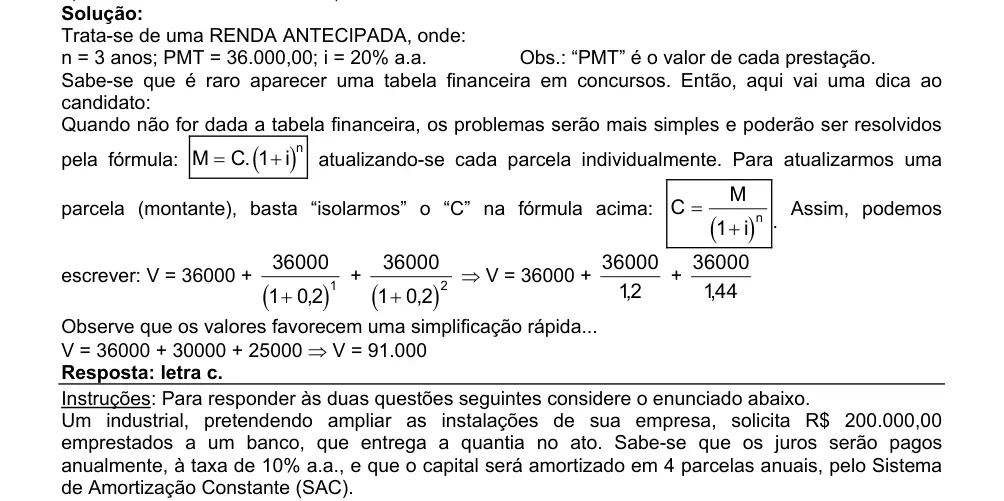 Solução:
Trata-se de uma RENDA ANTECIPADA, onde:
n = 3 anos; PMT = 36.000,00; i = 20% a.a. Obs.: “PMT” é o valor de cada prestação.
Sabe-se que é raro aparecer uma tabela financeira em concursos. Então, aqui vai uma dica ao
candidato:
Quando não for dada a tabela financeira, os problemas serão mais simples e poderão ser resolvidos
pela fórmula: M = C.(1+i)^n atualizando-se cada parcela individualmente. Para atualizarmos uma
parcela (montante), basta “isolarmos” o “C” na fórmula acima: C = M/(1+i)^n. Assim, podemos
escrever: V = 36000 + 36000/(1+0,2)^1 + 36000/(1+0,2)^2 ⇒ V = 36000 + 36000/1,2 + 36000/1,44
Observe que os valores favorecem uma simplificação rápida...
V = 36000 + 30000 + 25000 ⇒ V = 91.000
Resposta: letra c.
Instruções: Para responder às duas questões seguintes considere o enunciado abaixo.
Um industrial, pretendendo ampliar as instalações de sua empresa, solicita R$ 200.000,00
emprestados a um banco, que entrega a quantia no ato. Sabe-se que os juros serão pagos
anualmente, à taxa de 10% a.a., e que o capital será amortizado em 4 parcelas anuais, pelo Sistema
de Amortização Constante (SAC).